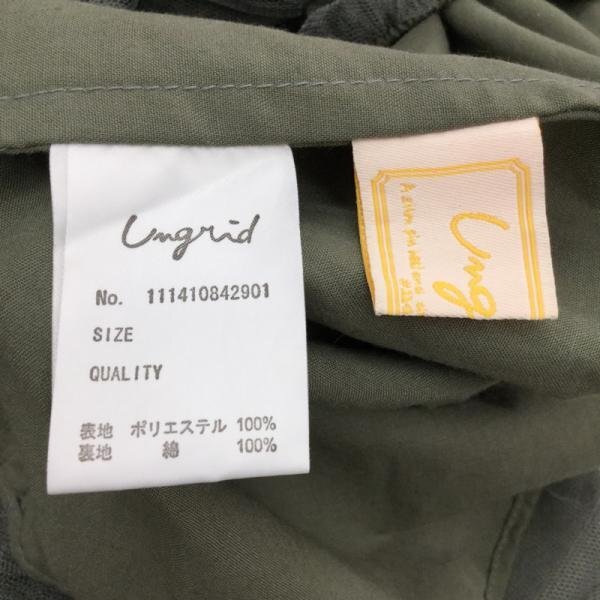 Ungrid
No. 111410842901
SIZE
QUALITY
表地 ポリエステル 100%
裏地 綿 100%
Ung